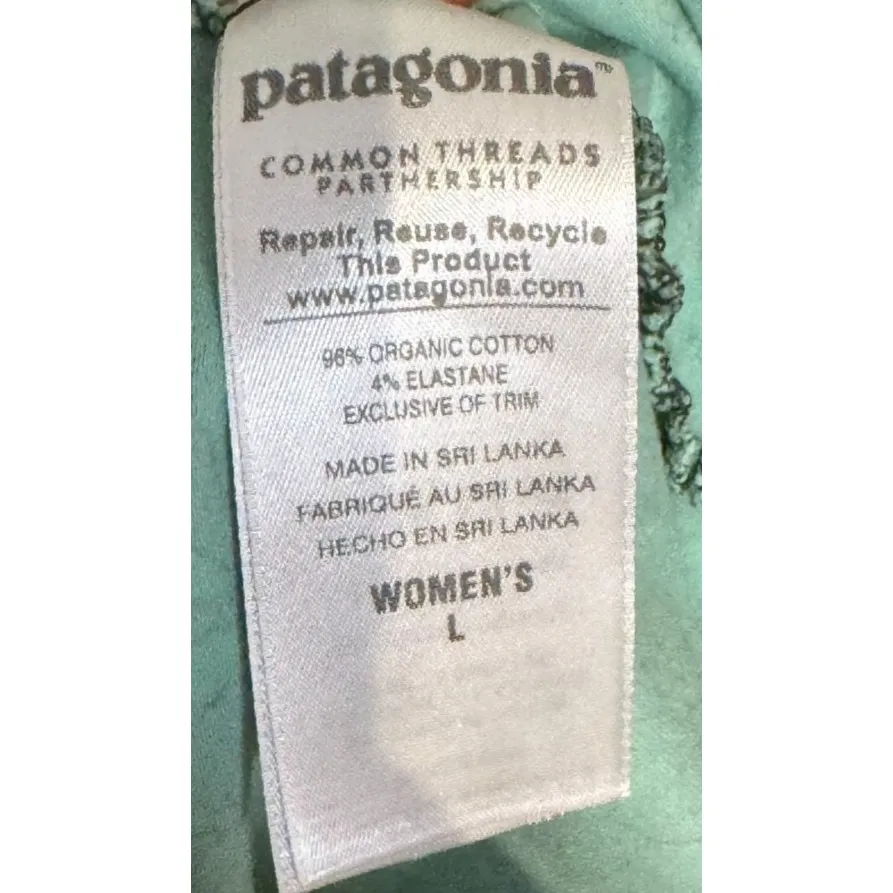 patagonia™
COMMON THREADS
PARTNERSHIP
Repair, Reuse, Recycle
This Product
www.patagonia.com
96% ORGANIC COTTON
4% ELASTANE
EXCLUSIVE OF TRIM
MADE IN SRI LANKA
FABRIQUÉ AU SRI LANKA
HECHO EN SRI LANKA
WOMEN'S
L